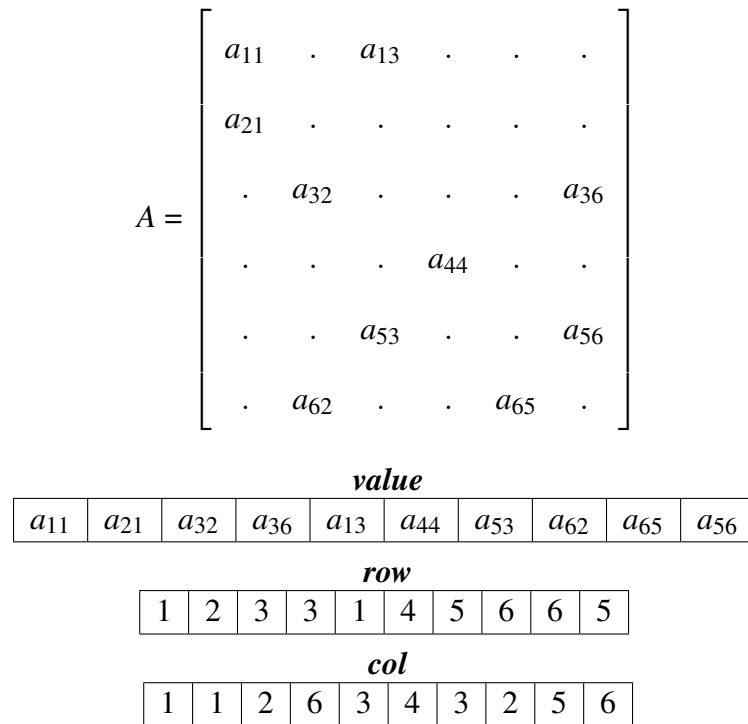 a₁₁ . a₁₃ . . .
a₂₁ . . . . .
. a₃₂ . . . a₃₆
A =
. . . a₄₄ . .
. . a₅₃ . . a₅₆
. a₆₂ . . a₆₅ .
value
a₁₁ a₂₁ a₃₂ a₃₆ a₁₃ a₄₄ a₅₃ a₆₂ a₆₅ a₅₆
row
1 2 3 3 1 4 5 6 6 5
col
1 1 2 6 3 4 3 2 5 6